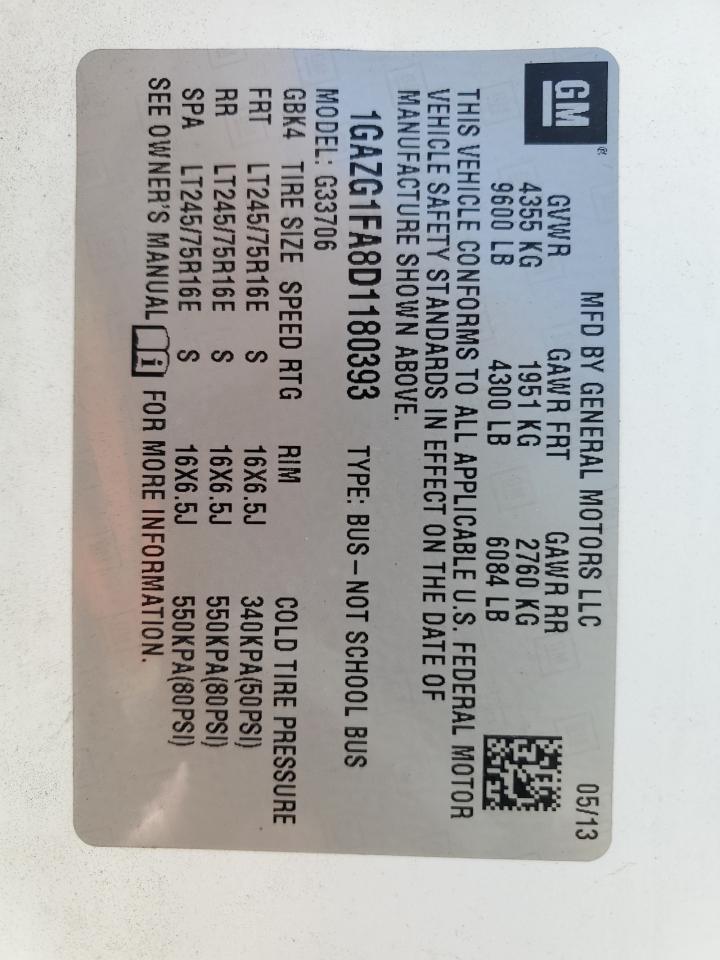 GM®
MFD BY GENERAL MOTORS LLC 05/13
GVWR GAWR FRT GAWR RR
4355 KG 1951 KG 2760 KG
9600 LB 4300 LB 6084 LB
THIS VEHICLE CONFORMS TO ALL APPLICABLE U.S. FEDERAL MOTOR
VEHICLE SAFETY STANDARDS IN EFFECT ON THE DATE OF
MANUFACTURE SHOWN ABOVE.
1GAZG1FA8D1180393 TYPE: BUS – NOT SCHOOL BUS
MODEL: G33706
GBK4 TIRE SIZE SPEED RTG RIM COLD TIRE PRESSURE
FRT LT245/75R16E S 16X6.5J 340KPA(50PSI)
RR LT245/75R16E S 16X6.5J 550KPA(80PSI)
SPA LT245/75R16E S 16X6.5J 550KPA(80PSI)
SEE OWNER'S MANUAL i FOR MORE INFORMATION.